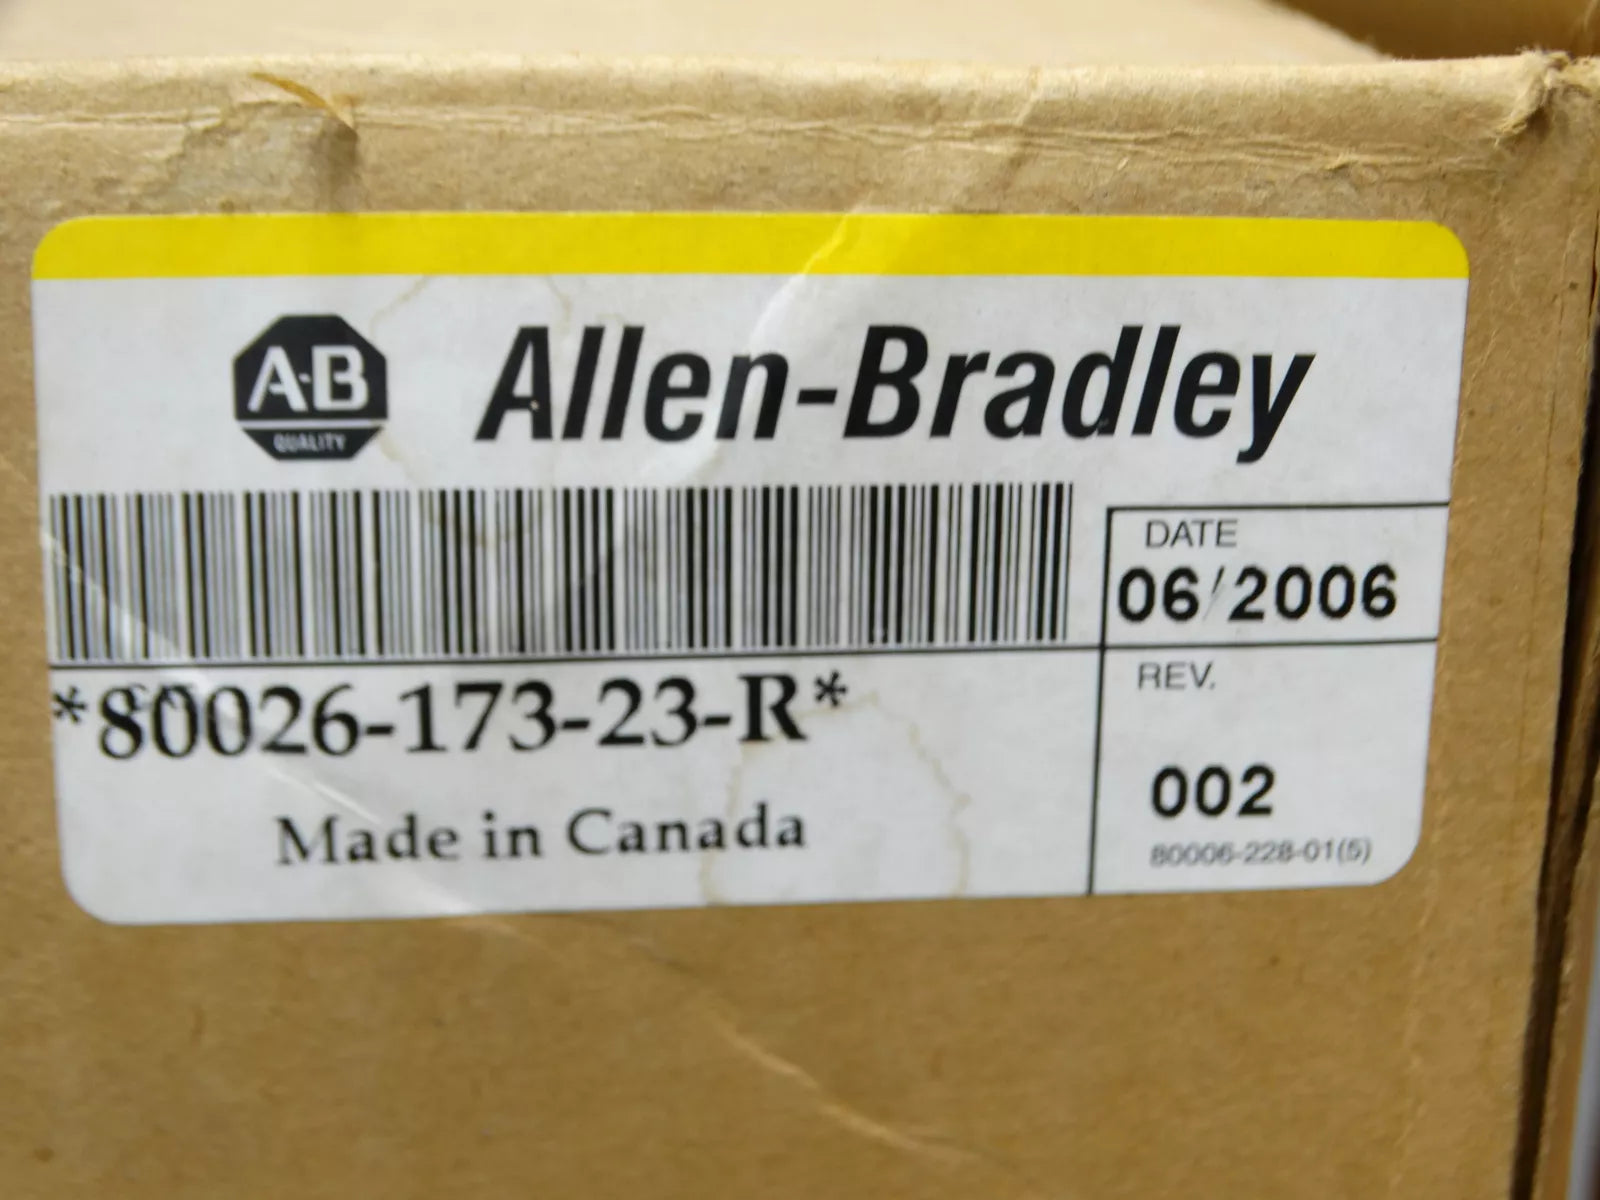 A-B
QUALITY
Allen-Bradley
DATE
06/2006
*80026-173-23-R*
REV.
002
Made in Canada
80006-228-01(5)